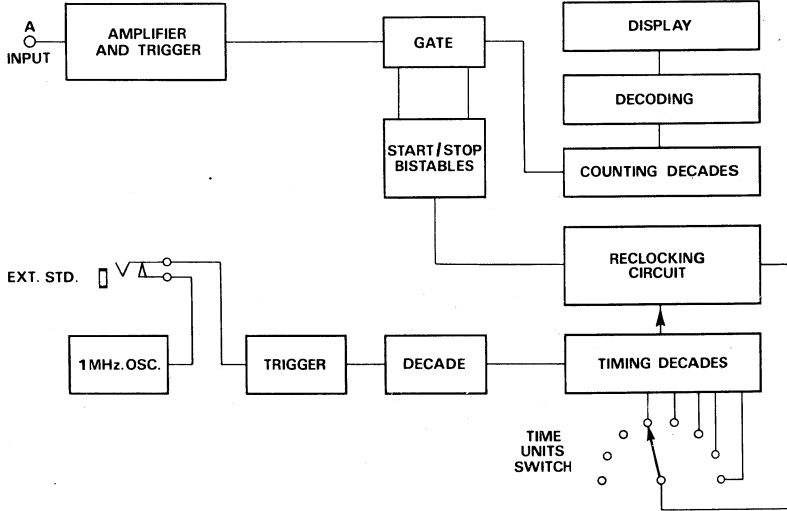 A
INPUT
AMPLIFIER
AND TRIGGER
GATE
DISPLAY
DECODING
START/STOP
BISTABLES
COUNTING DECADES
RECLOCKING
CIRCUIT
EXT. STD.
1MHz.OSC.
TRIGGER
DECADE
TIMING DECADES
TIME
UNITS
SWITCH